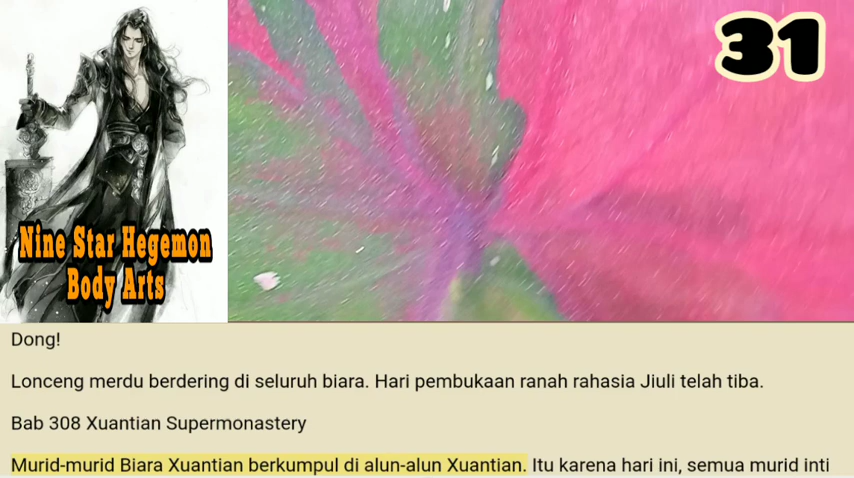 31
Nine Star Hegemon
Body Arts
Dong!
Lonceng merdu berdering di seluruh biara. Hari pembukaan ranah rahasia Jiuli telah tiba.
Bab 308 Xuantian Supermonastery
Murid-murid Biara Xuantian berkumpul di alun-alun Xuantian. Itu karena hari ini, semua murid inti